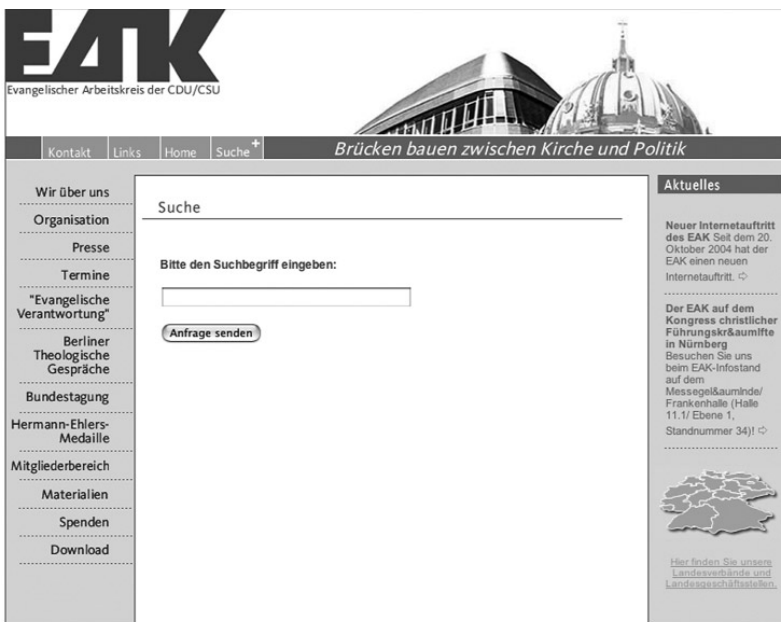 EAK
Evangelischer Arbeitskreis der CDU/CSU
Kontakt Links Home Suche+
Brücken bauen zwischen Kirche und Politik
Wir über uns
Organisation
Presse
Termine
"Evangelische
Verantwortung"
Berliner
Theologische
Gespräche
Bundestagung
Hermann-Ehlers-
Medaille
Mitgliederbereich
Materialien
Spenden
Download
Suche
Bitte den Suchbegriff eingeben:
Anfrage senden
Aktuelles
Neuer Internetauftritt
des EAK Seit dem 20.
Oktober 2004 hat der
EAK einen neuen
Internetauftritt. ⇨
Der EAK auf dem
Kongress christlicher
Führungskr&aumlfte
in Nürnberg
Besuchen Sie uns
beim EAK-Infostand
auf dem
Messegel&aumlnde/
Frankenhalle (Halle
11.1/ Ebene 1,
Standnummer 34)! ⇨
Hier finden Sie unsere
Landesverbände und
Landesgeschäftsstellen.